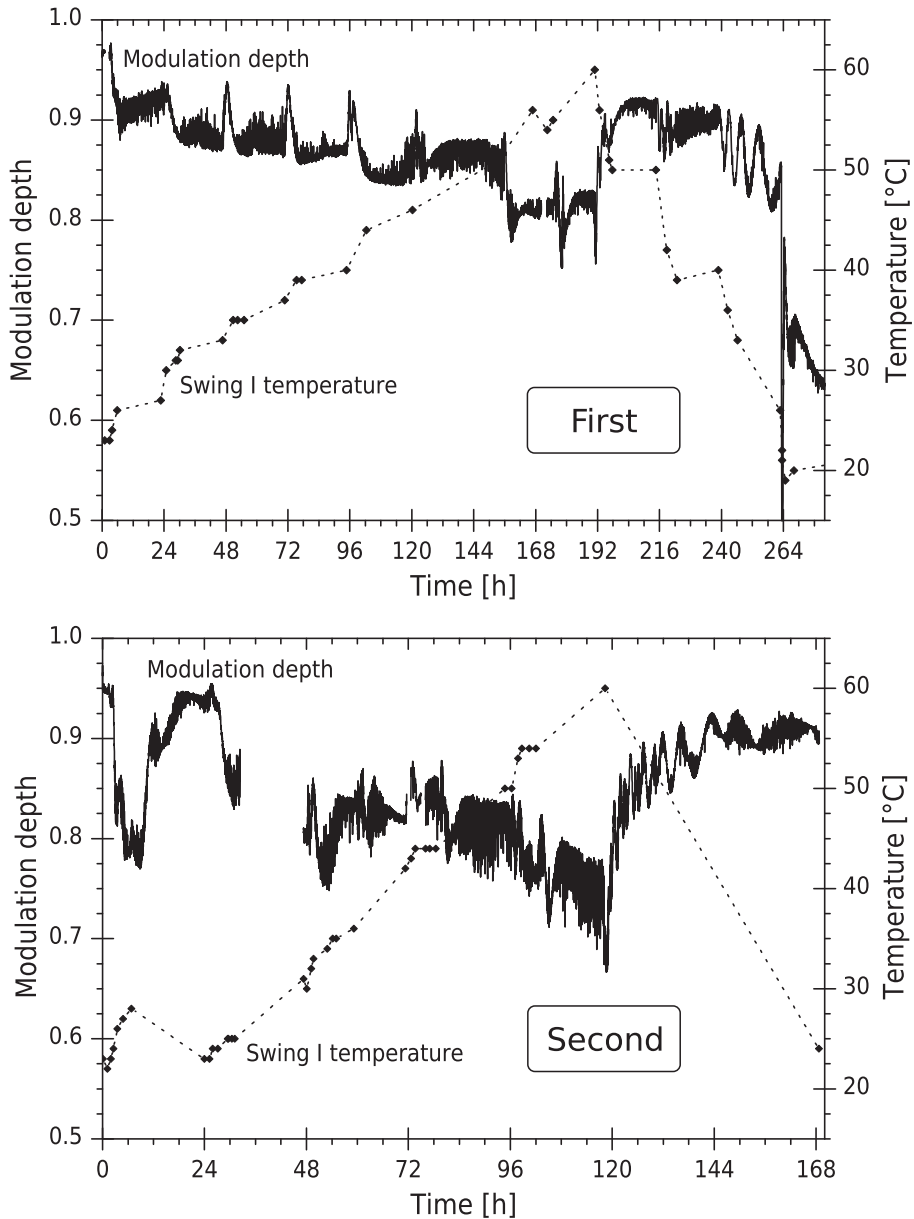 1.0
0.9
0.8
0.7
0.6
0.5
Modulation depth
Modulation depth
Swing I temperature
First
60
50
40
30
20
Temperature [°C]
0 24 48 72 96 120 144 168 192 216 240 264
Time [h]
1.0
0.9
0.8
0.7
0.6
0.5
Modulation depth
Modulation depth
Swing I temperature
Second
60
50
40
30
20
Temperature [°C]
0 24 48 72 96 120 144 168
Time [h]